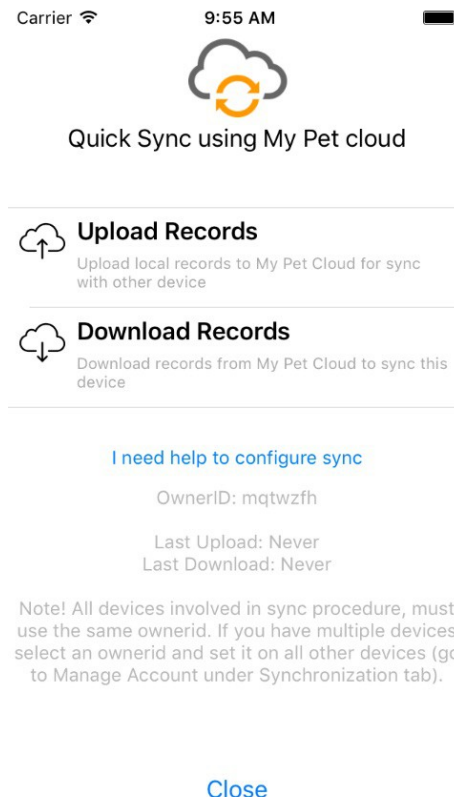 Carrier 9:55 AM
Quick Sync using My Pet cloud
Upload Records
Upload local records to My Pet Cloud for sync
with other device
Download Records
Download records from My Pet Cloud to sync this
device
I need help to configure sync
OwnerID: mqtwzfh
Last Upload: Never
Last Download: Never
Note! All devices involved in sync procedure, must
use the same ownerid. If you have multiple devices
select an ownerid and set it on all other devices (go
to Manage Account under Synchronization tab).
Close